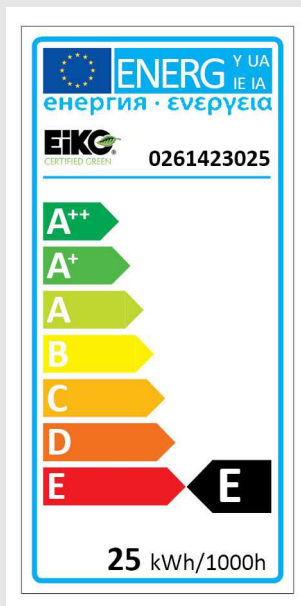 ENERG Y UA
IE IA
енергия · ενεργεια
EiKO®
CERTIFIED GREEN
0261423025
A++
A+
A
B
C
D
E
E
25 kWh/1000h